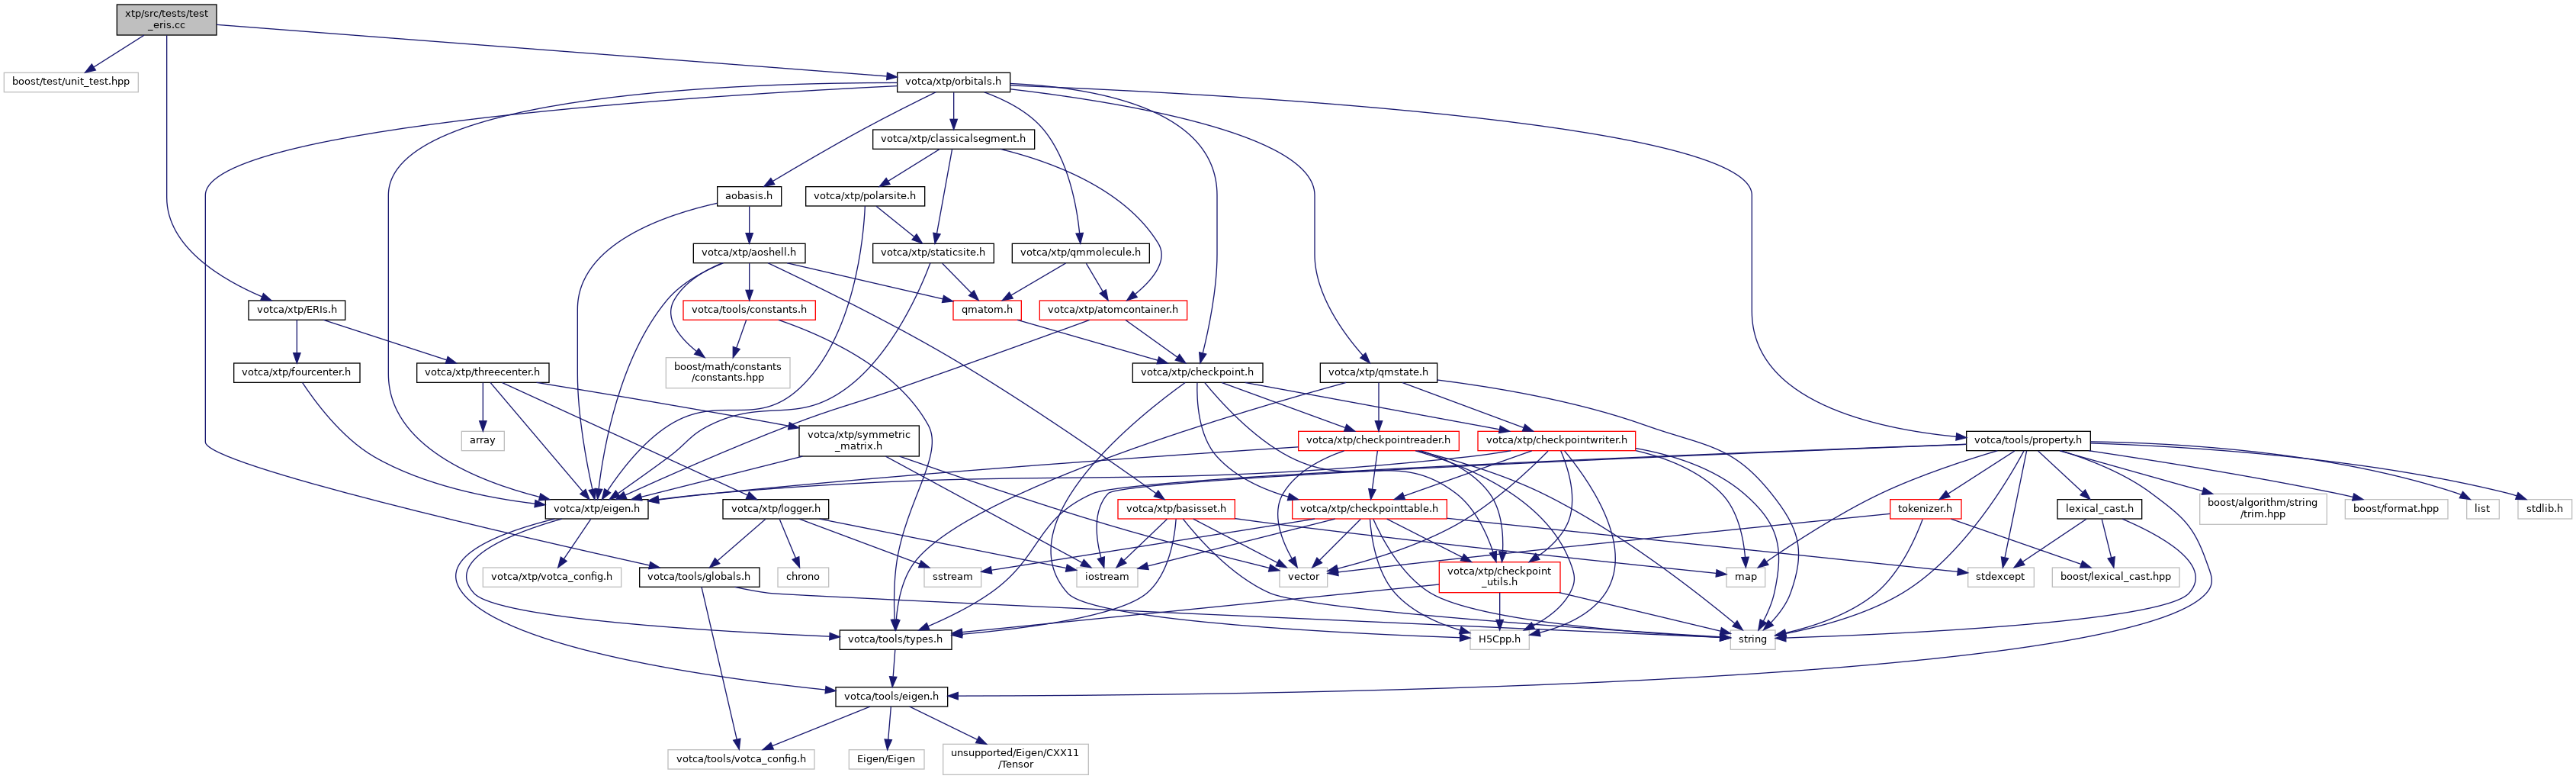 xtp/src/tests/test
_eris.cc
boost/test/unit_test.hpp
votca/xtp/orbitals.h
votca/xtp/classicalsegment.h
aobasis.h
votca/xtp/polarsite.h
votca/xtp/aoshell.h
votca/xtp/staticsite.h
votca/xtp/qmmolecule.h
votca/xtp/ERIs.h
votca/tools/constants.h
qmatom.h
votca/xtp/atomcontainer.h
votca/xtp/fourcenter.h
votca/xtp/threecenter.h
boost/math/constants
/constants.hpp
votca/xtp/checkpoint.h
votca/xtp/qmstate.h
array
votca/xtp/symmetric
_matrix.h
votca/xtp/checkpointreader.h
votca/xtp/checkpointwriter.h
votca/tools/property.h
votca/xtp/eigen.h
votca/xtp/logger.h
votca/xtp/basisset.h
votca/xtp/checkpointtable.h
tokenizer.h
lexical_cast.h
boost/algorithm/string
/trim.hpp
boost/format.hpp
list
stdlib.h
votca/xtp/votca_config.h
votca/tools/globals.h
chrono
sstream
iostream
vector
votca/xtp/checkpoint
_utils.h
map
stdexcept
boost/lexical_cast.hpp
votca/tools/types.h
H5Cpp.h
string
votca/tools/eigen.h
votca/tools/votca_config.h
Eigen/Eigen
unsupported/Eigen/CXX11
/Tensor